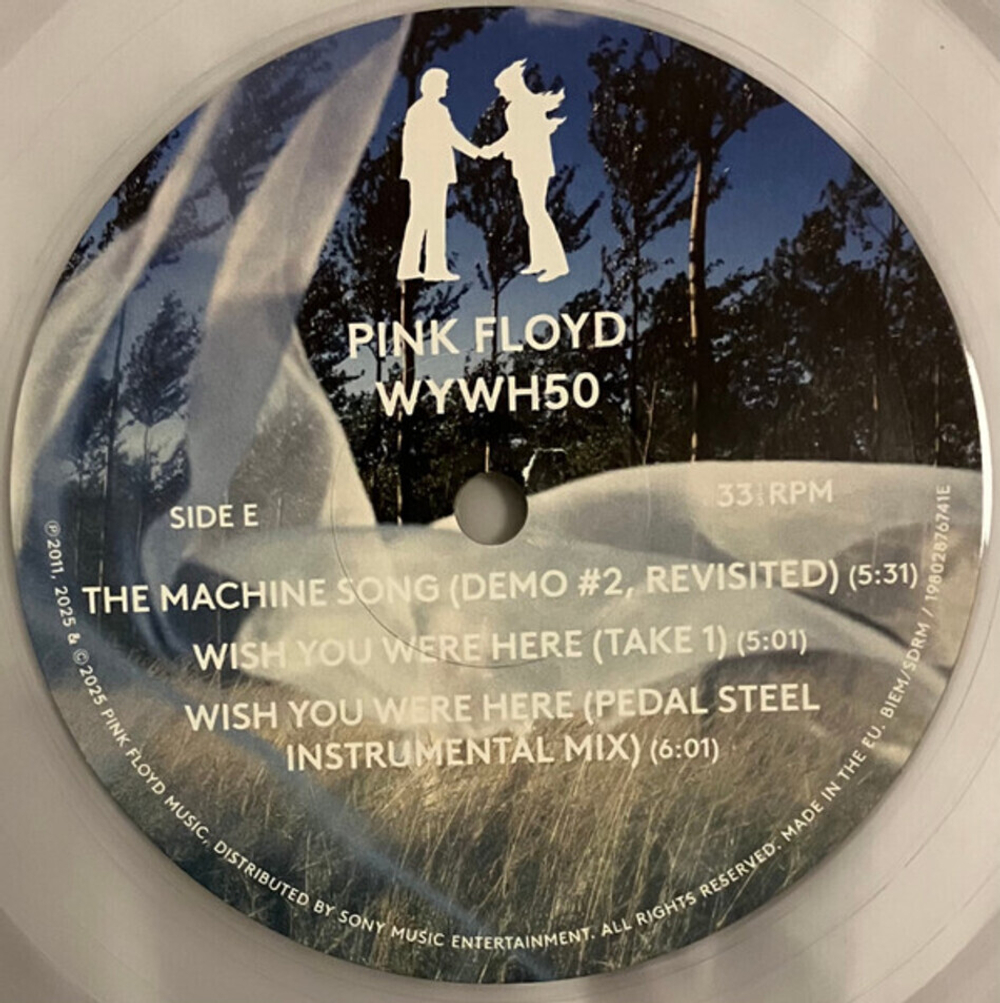 PINK FLOYD
WYWH50
SIDE E
33⅓ RPM
THE MACHINE SONG (DEMO #2, REVISITED) (5:31)
WISH YOU WERE HERE (TAKE 1) (5:01)
WISH YOU WERE HERE (PEDAL STEEL
INSTRUMENTAL MIX) (6:01)
℗2011, 2025 & ©2025 PINK FLOYD MUSIC, DISTRIBUTED BY SONY MUSIC ENTERTAINMENT. ALL RIGHTS RESERVED. MADE IN THE EU. BIEM/SDRM / 19802876741E